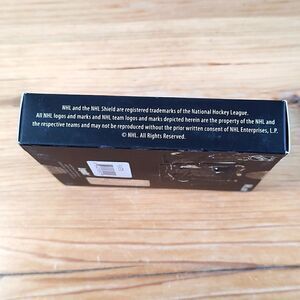 NHL and the NHL Shield are registered trademarks of the National Hockey League.
All NHL logos and marks and NHL team logos and marks depicted herein are the property of the NHL and
the respective teams and may not be reproduced without the prior written consent of NHL Enterprises, L.P.
© NHL. All Rights Reserved.